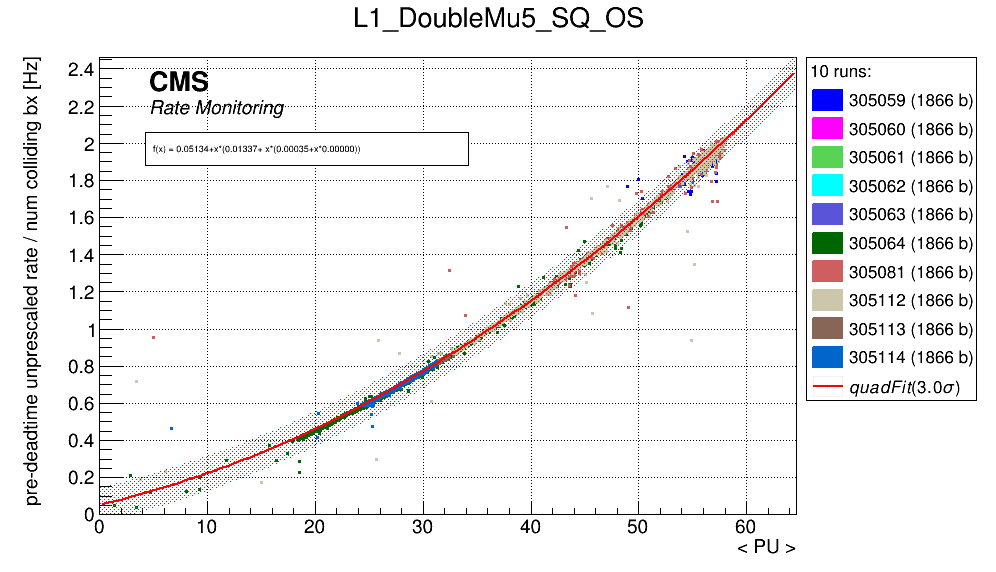 L1_DoubleMu5_SQ_OS
pre-deadtime unprescaled rate / num colliding bx [Hz]
CMS
Rate Monitoring
f(x) = 0.05134+x*(0.01337+ x*(0.00035+x*0.00000))
2.4
2.2
2
1.8
1.6
1.4
1.2
1
0.8
0.6
0.4
0.2
0
0
10
20
30
40
50
60
< PU >
10 runs:
305059 (1866 b)
305060 (1866 b)
305061 (1866 b)
305062 (1866 b)
305063 (1866 b)
305064 (1866 b)
305081 (1866 b)
305112 (1866 b)
305113 (1866 b)
305114 (1866 b)
quadFit(3.0σ)